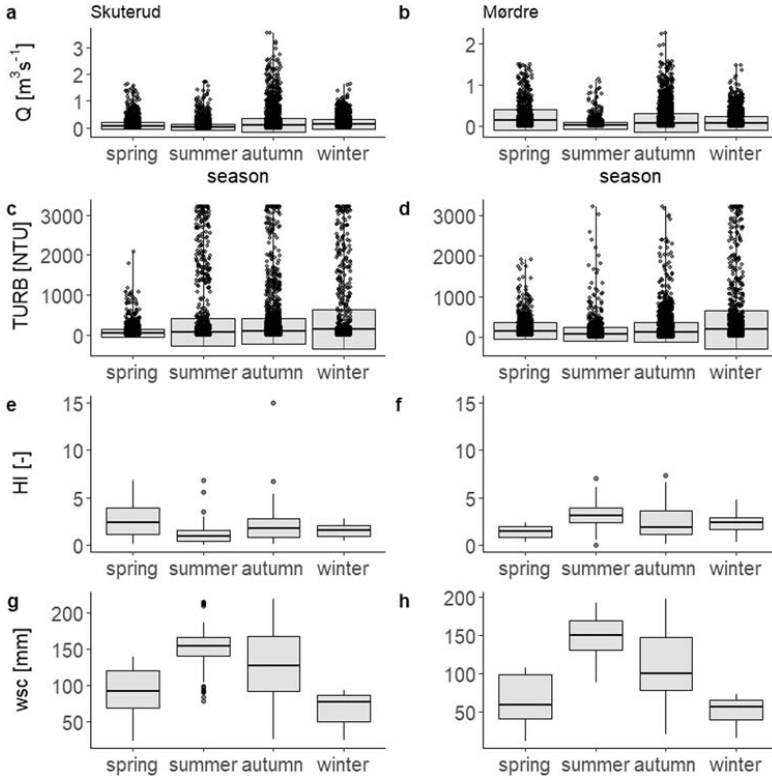 a Skuterud
b Mørdre
Q [m³s⁻¹]
3
2
1
0
spring summer autumn winter
season
2
1
0
spring summer autumn winter
season
c
TURB [NTU]
3000
2000
1000
0
spring summer autumn winter
d
3000
2000
1000
0
spring summer autumn winter
e
HI [-]
15
10
5
0
spring summer autumn winter
f
15
10
5
0
spring summer autumn winter
g
wsc [mm]
200
150
100
50
spring summer autumn winter
h
200
150
100
50
spring summer autumn winter